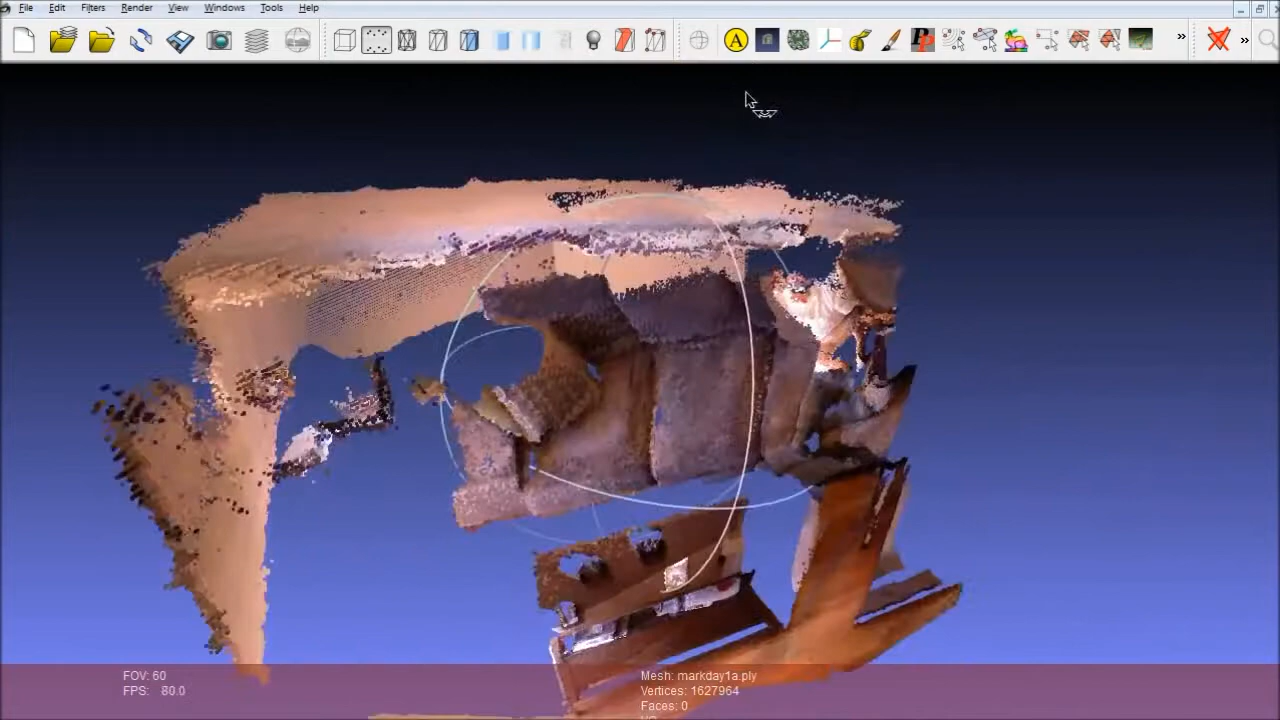 File Edit Filters Render View Windows Tools Help
A
FOV: 60
FPS: 80.0
Mesh: markday1a.ply
Vertices: 1627964
Faces: 0